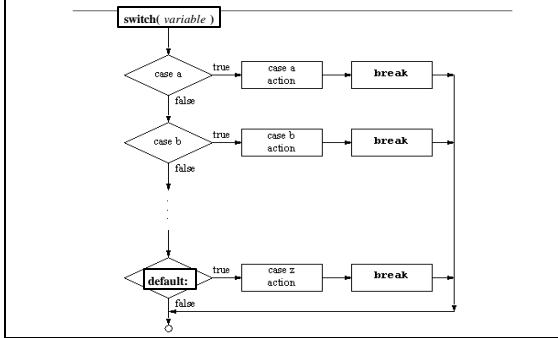 switch( variable )
case a
true
case a
action
break
false
case b
true
case b
action
break
false
default:
true
case z
action
break
false